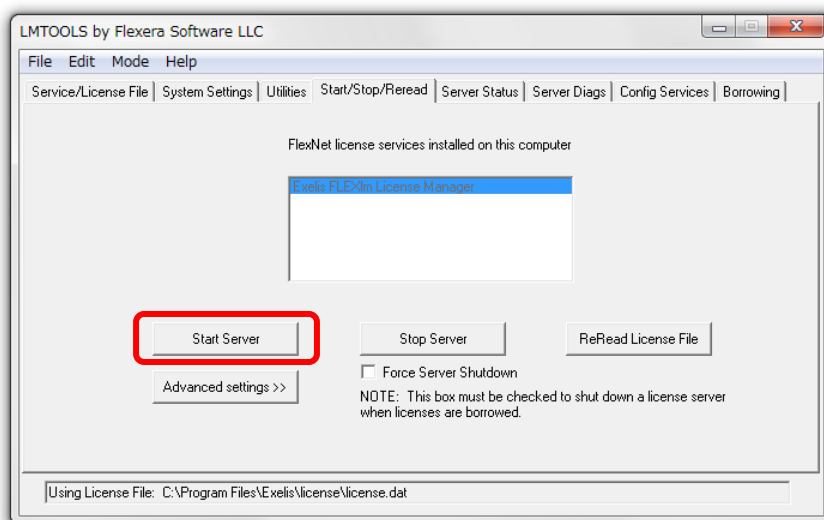 LMTOOLS by Flexera Software LLC
File Edit Mode Help
Service/License File System Settings Utilities Start/Stop/Reread Server Status Server Diags Config Services Borrowing
FlexNet license services installed on this computer
Exelis FLEXlm License Manager
Start Server Stop Server ReRead License File
Force Server Shutdown
Advanced settings >>
NOTE: This box must be checked to shut down a license server
when licenses are borrowed.
Using License File: C:\Program Files\Exelis\license\license.dat